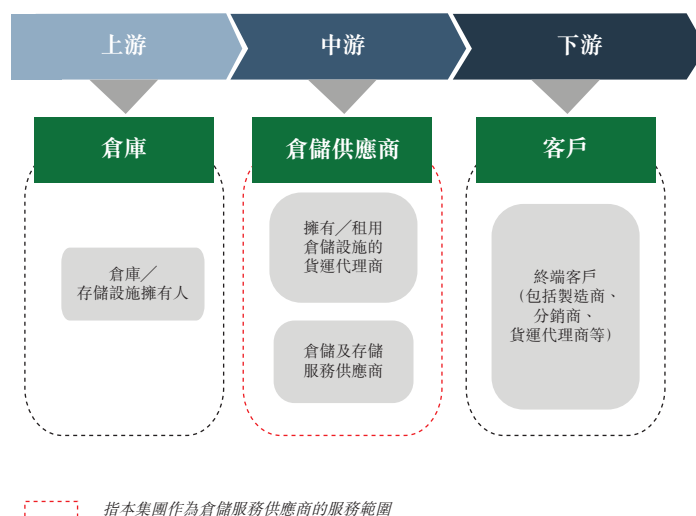 上游
中游
下游
倉庫
倉儲供應商
客戶
倉庫／
存儲設施擁有人
擁有／租用
倉儲設施的
貨運代理商
倉儲及存儲
服務供應商
終端客戶
（包括製造商、
分銷商、
貨運代理商等）
指本集團作為倉儲服務供應商的服務範圍